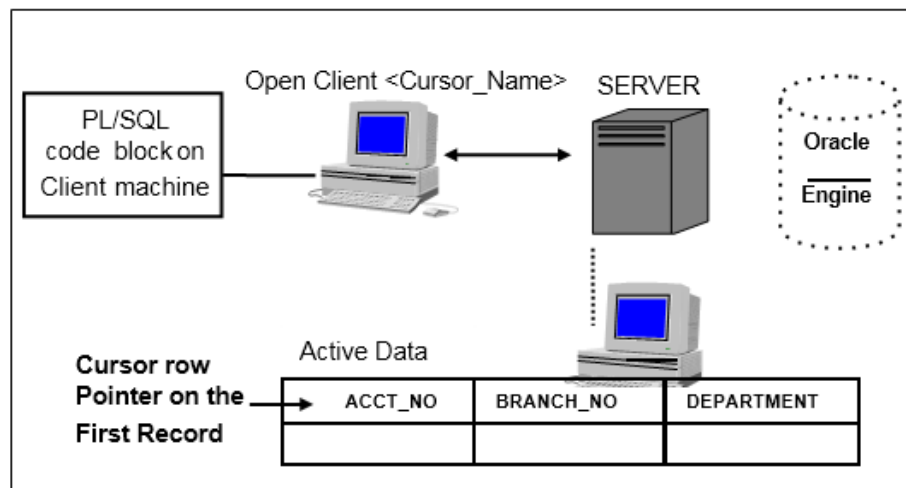 Open Client <Cursor_Name>
SERVER
PL/SQL
code block on
Client machine
Oracle
Engine
Active Data
Cursor row
Pointer on the
First Record
ACCT_NO BRANCH_NO DEPARTMENT